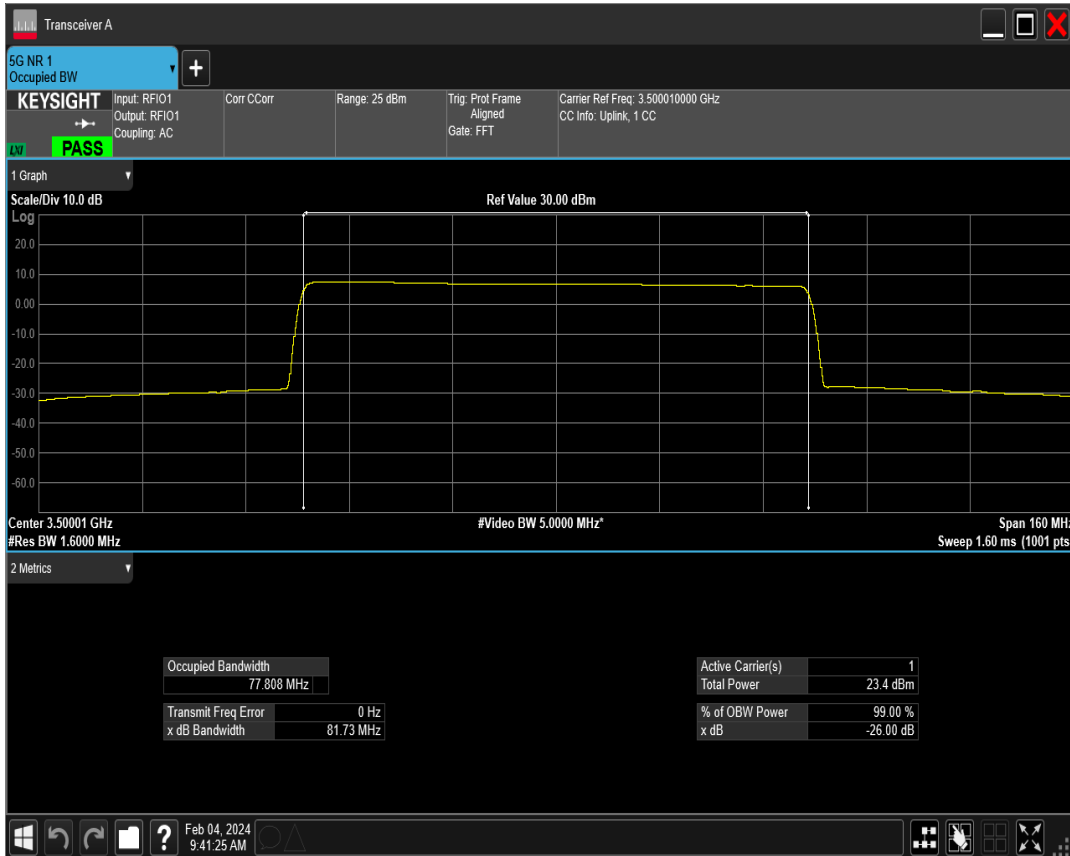 Transceiver A
5G NR 1
Occupied BW
+
KEYSIGHT
LXI
PASS
Input: RFIO1
Output: RFIO1
Coupling: AC
Corr CCorr
Range: 25 dBm
Trig: Prot Frame
Aligned
Gate: FFT
Carrier Ref Freq: 3.500010000 GHz
CC Info: Uplink, 1 CC
1 Graph
Scale/Div 10.0 dB
Ref Value 30.00 dBm
Log
20.0
10.0
0.00
-10.0
-20.0
-30.0
-40.0
-50.0
-60.0
Center 3.50001 GHz
#Video BW 5.0000 MHz*
Span 160 MHz
#Res BW 1.6000 MHz
Sweep 1.60 ms (1001 pts
2 Metrics
Occupied Bandwidth
77.808 MHz
Transmit Freq Error 0 Hz
x dB Bandwidth 81.73 MHz
Active Carrier(s) 1
Total Power 23.4 dBm
% of OBW Power 99.00 %
x dB -26.00 dB
?
Feb 04, 2024
9:41:25 AM